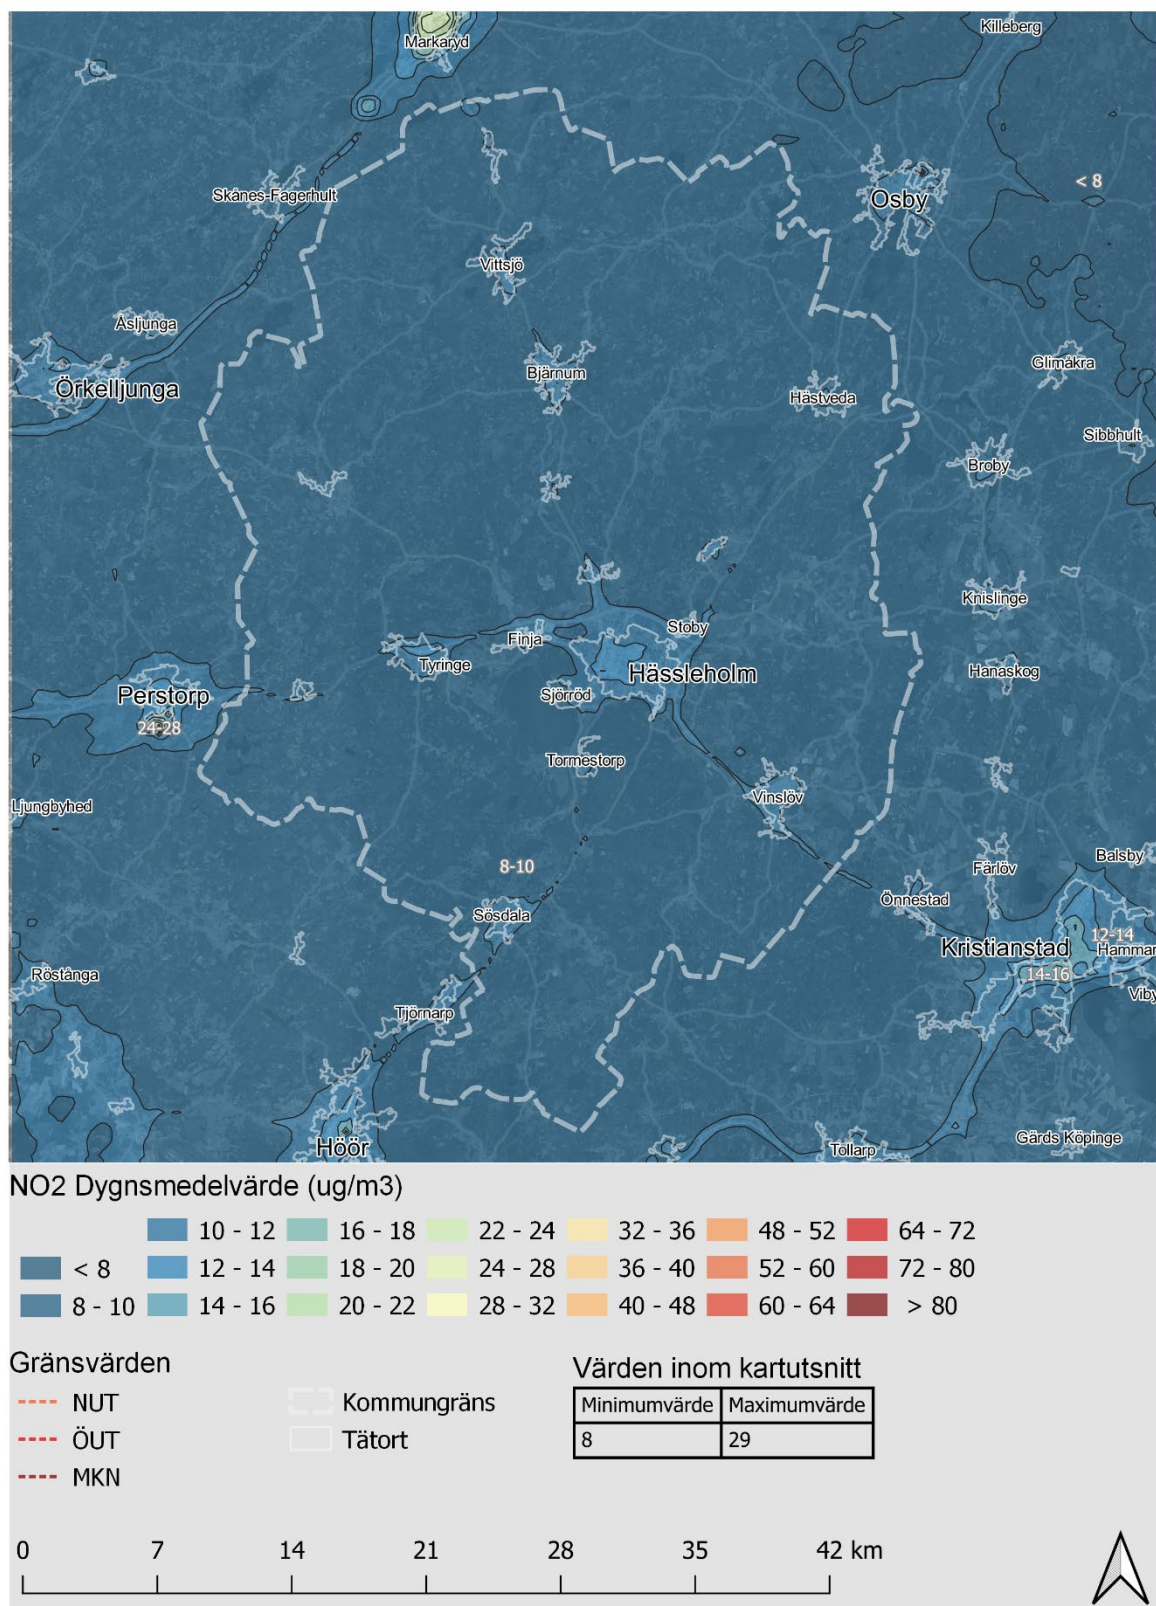 Markaryd
Killeberg
Skånes-Fagerhult
Osby
< 8
Vittsjö
Åsljunga
Örkelljunga
Bjärnum
Hästveda
Glimåkra
Sibbhult
Broby
Knislinge
Finja
Stoby
Tyringe
Hässleholm
Hanaskog
Perstorp
Sjörröd
24-28
Tormestorp
Ljungbyhed
Vinslöv
8-10
Färlöv
Balsby
Önnestad
Sösdala
12-14
Kristianstad
Hammar
14-16
Röstånga
Viby
Tjörnarp
Höör
Tollarp
Gärds Köpinge
NO2 Dygnsmedelvärde (ug/m3)
10 - 12 16 - 18 22 - 24 32 - 36 48 - 52 64 - 72
< 8 12 - 14 18 - 20 24 - 28 36 - 40 52 - 60 72 - 80
8 - 10 14 - 16 20 - 22 28 - 32 40 - 48 60 - 64 > 80
Gränsvärden
NUT
ÖUT
MKN
Kommungräns
Tätort
Värden inom kartutsnitt
Minimumvärde Maximumvärde
8 29
0 7 14 21 28 35 42 km